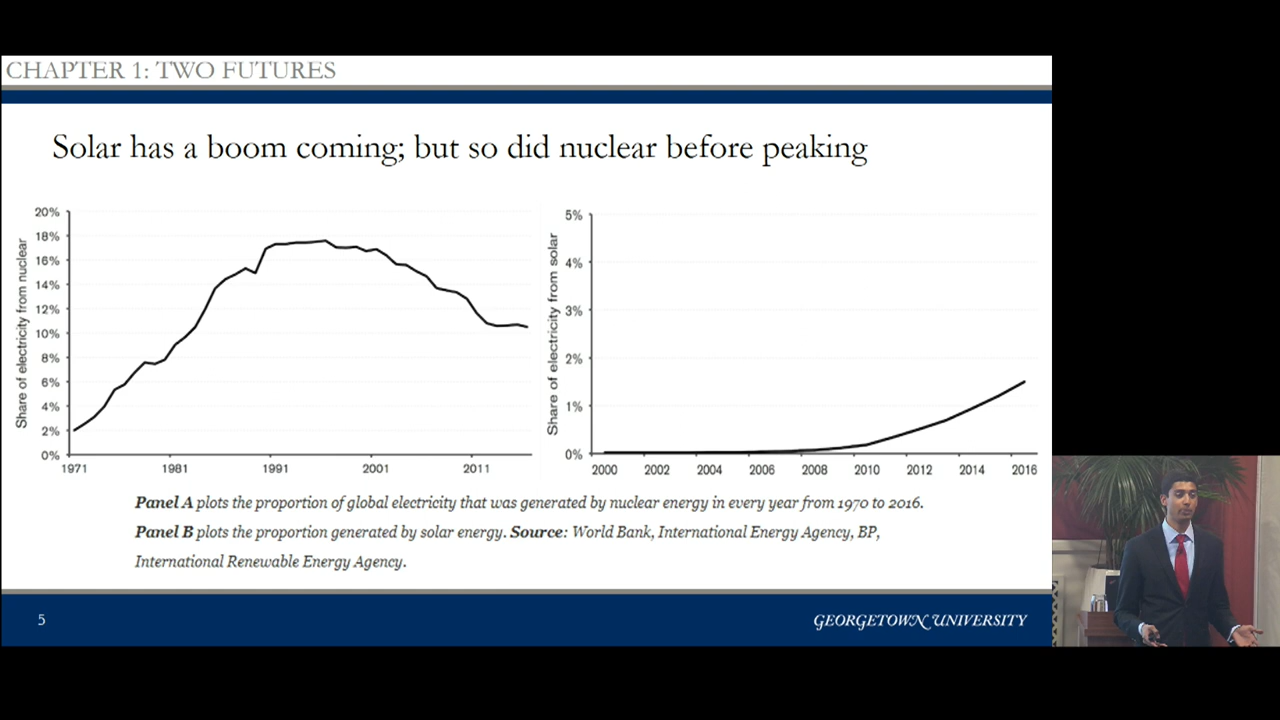 CHAPTER 1: TWO FUTURES
Solar has a boom coming; but so did nuclear before peaking
Share of electricity from nuclear
20%
18%
16%
14%
12%
10%
8%
6%
4%
2%
0%
1971 1981 1991 2001 2011
Share of electricity from solar
5%
4%
3%
2%
1%
0%
2000 2002 2004 2006 2008 2010 2012 2014 2016
Panel A plots the proportion of global electricity that was generated by nuclear energy in every year from 1970 to 2016.
Panel B plots the proportion generated by solar energy. Source: World Bank, International Energy Agency, BP,
International Renewable Energy Agency.
5
GEORGETOWN UNIVERSITY